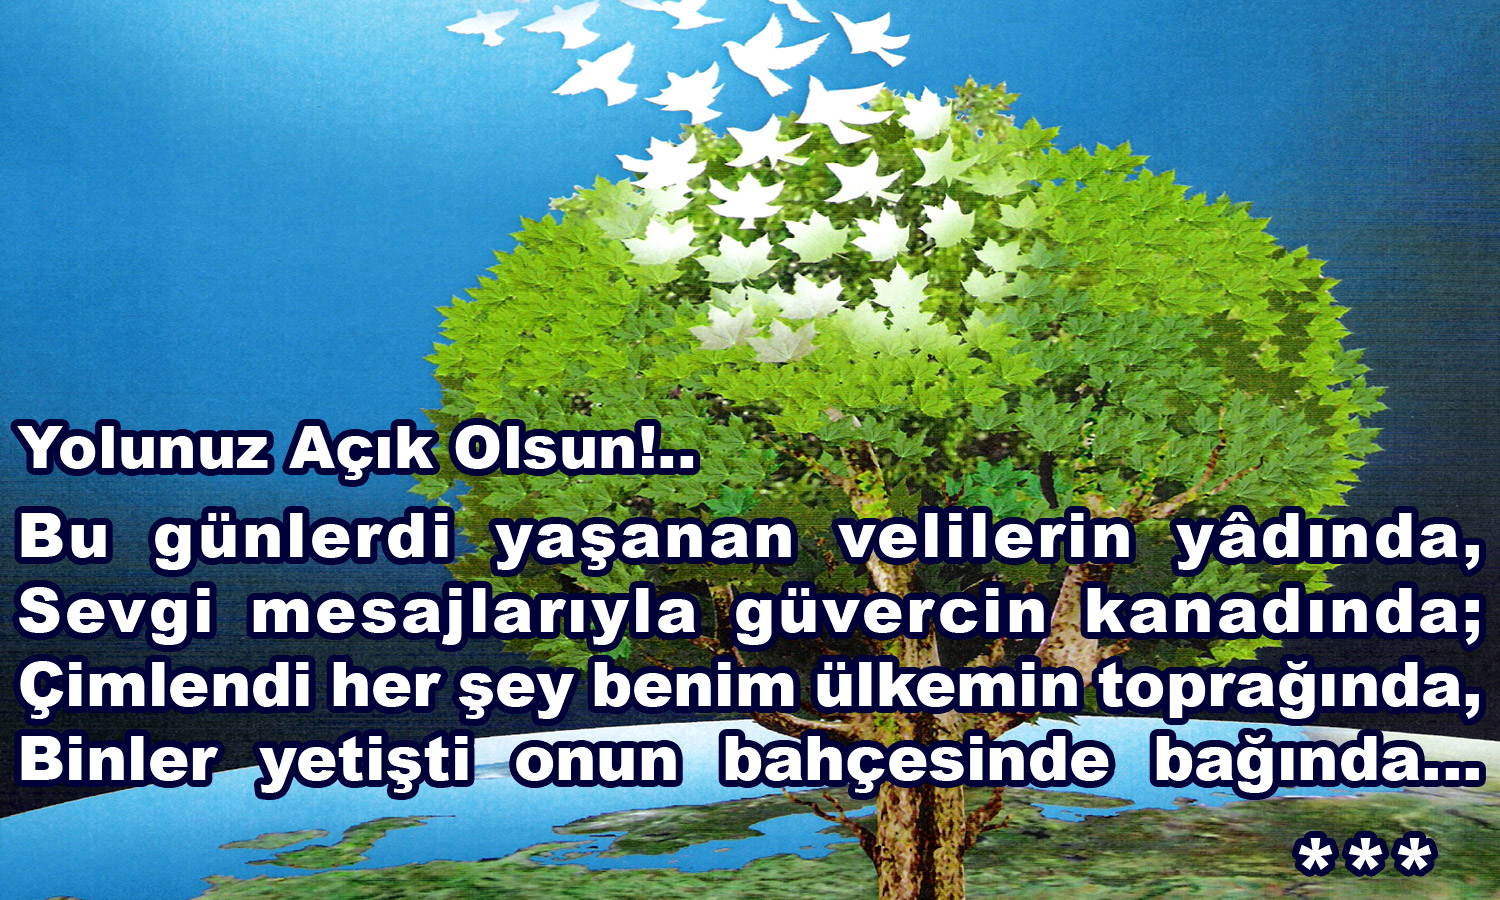 Yolunuz Açık Olsun!..
Bu günlerdi yaşanan velilerin yâdında,
Sevgi mesajlarıyla güvercin kanadında;
Çimlendi her şey benim ülkemin toprağında,
Binler yetişti onun bahçesinde bağında...
***